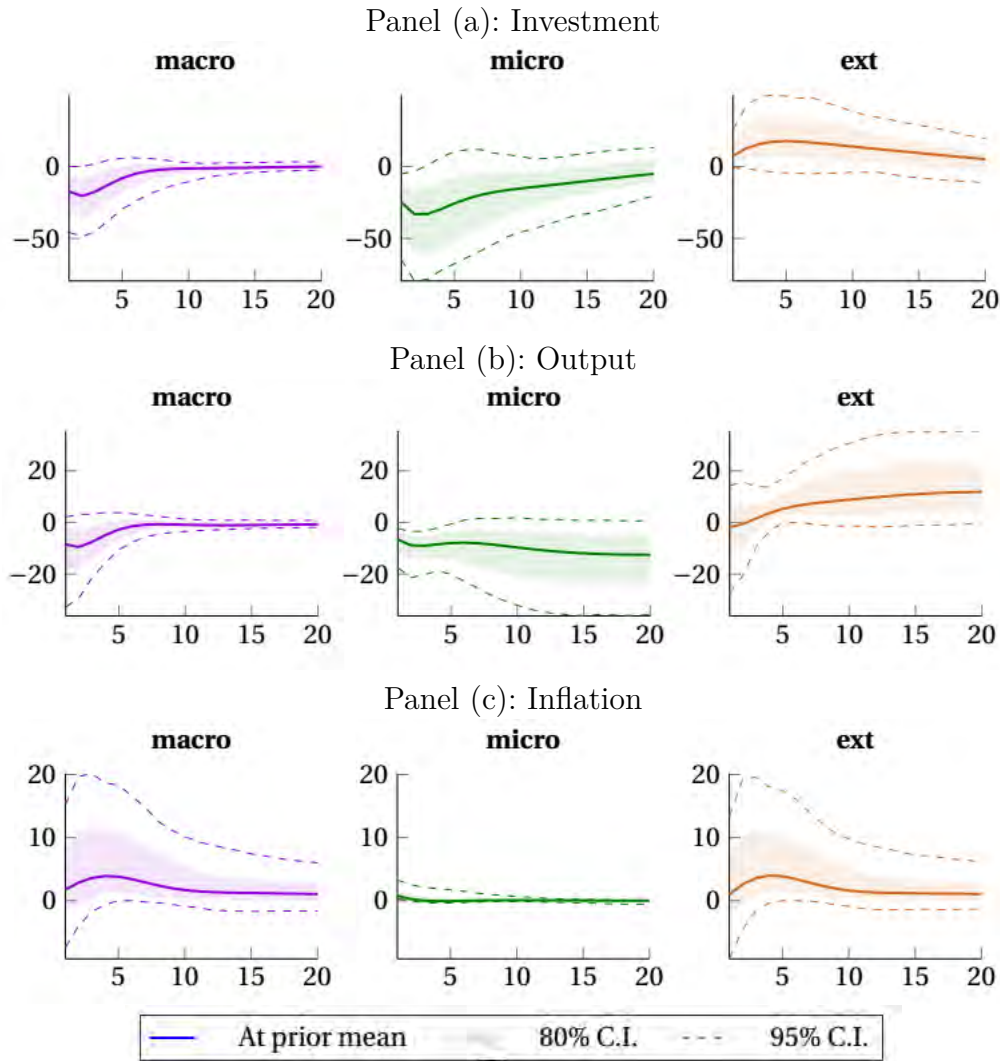 Panel (a): Investment
macro micro ext
0 0 0
−50 −50 −50
5 10 15 20 5 10 15 20 5 10 15 20
Panel (b): Output
macro micro ext
20 20 20
0 0 0
−20 −20 −20
5 10 15 20 5 10 15 20 5 10 15 20
Panel (c): Inflation
macro micro ext
20 20 20
10 10 10
0 0 0
5 10 15 20 5 10 15 20 5 10 15 20
At prior mean 80% C.I. 95% C.I.